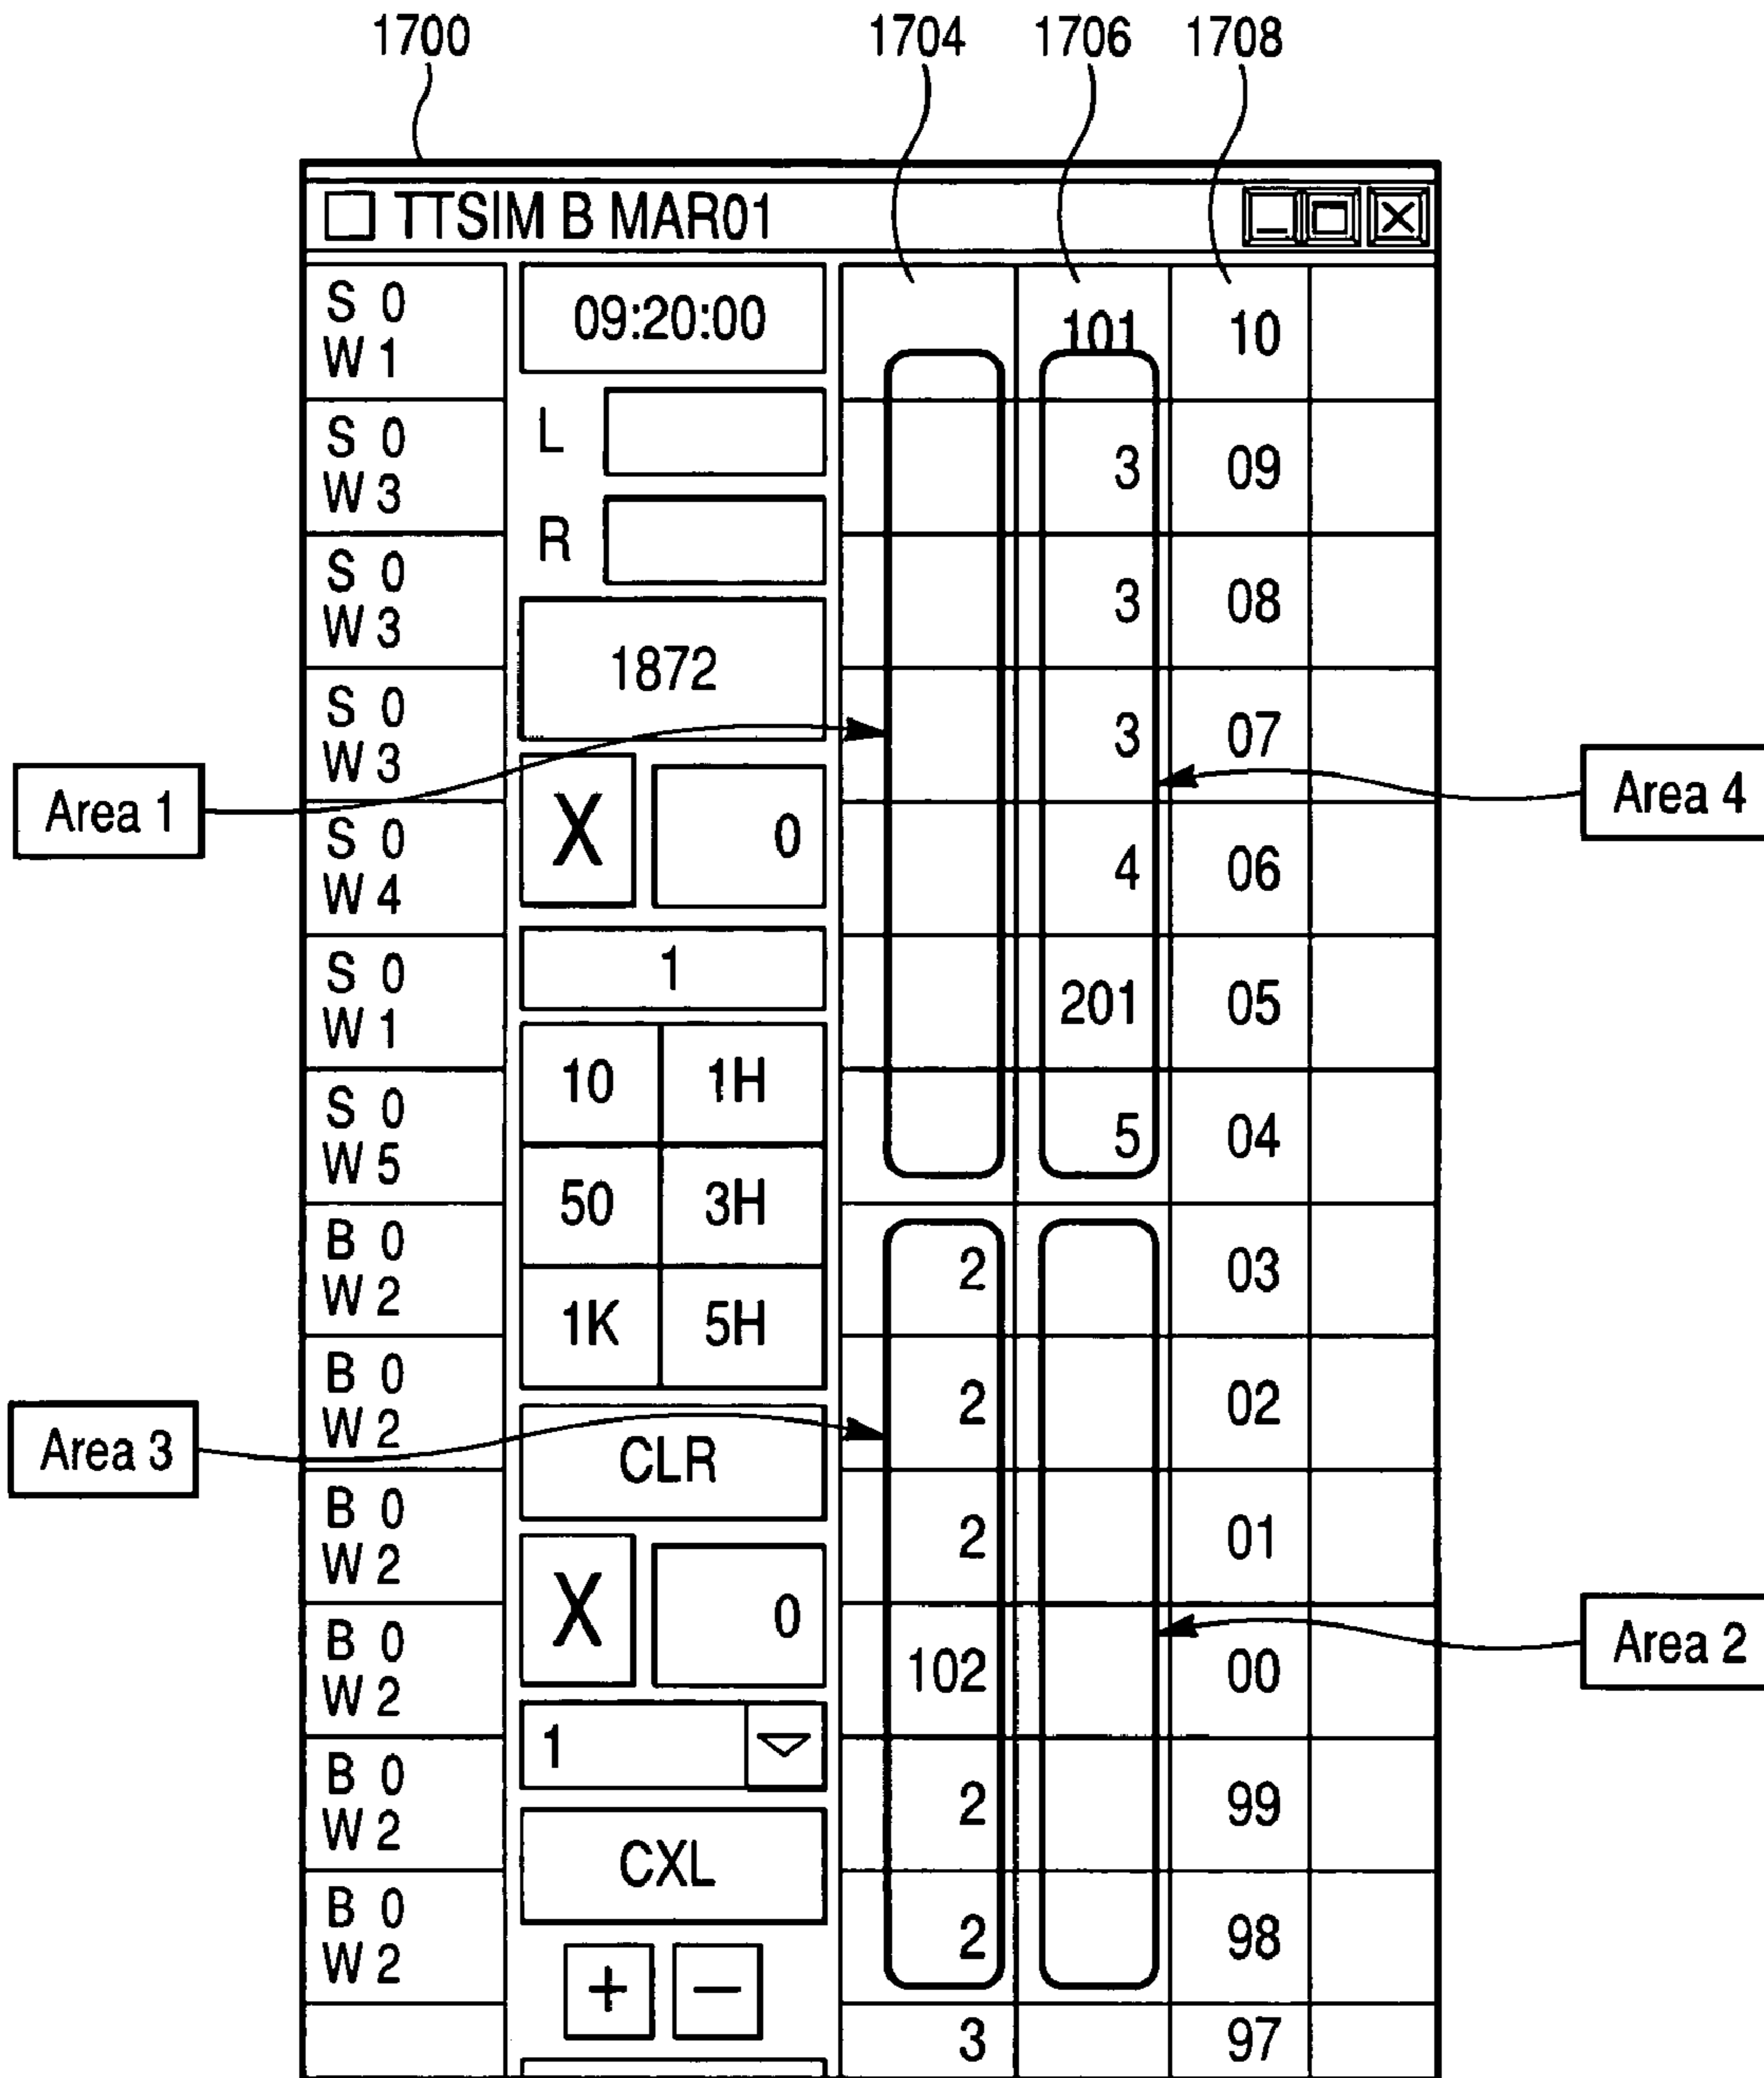 1700 1704 1706 1708
TTSIM B MAR01
S 0
W 1
09:20:00
101 10
S 0
W 3
L
3 09
R
S 0
W 3
3 08
1872
S 0
W 3
3 07
Area 1
Area 4
S 0
W 4
X 0
4 06
S 0
W 1
1
201 05
S 0
W 5
10 1H
5 04
50 3H
B 0
W 2
2 03
1K 5H
B 0
W 2
2 02
Area 3
CLR
B 0
W 2
2 01
X 0
B 0
W 2
102 00
Area 2
1
B 0
W 2
2 99
CXL
B 0
W 2
2 98
+ −
3 97